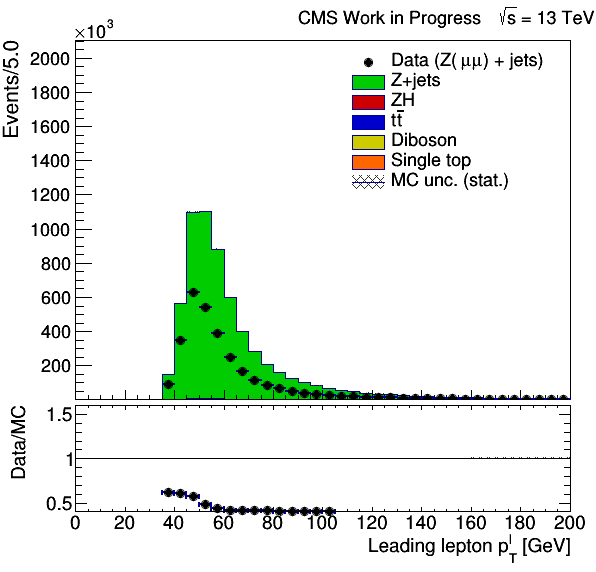 CMS Work in Progress √s = 13 TeV
×10³
Events/5.0
2000
1800
1600
1400
1200
1000
800
600
400
200
Data (Z(μμ) + jets)
Z+jets
ZH
tt̄
Diboson
Single top
MC unc. (stat.)
Data/MC
1.5
1
0.5
0 20 40 60 80 100 120 140 160 180 200
Leading lepton p_T^l [GeV]